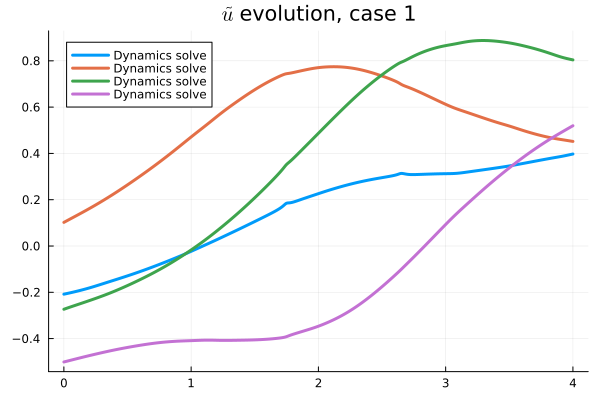 ũ evolution, case 1
Dynamics solve
Dynamics solve
Dynamics solve
Dynamics solve
0.8
0.6
0.4
0.2
0.0
−0.2
−0.4
0 1 2 3 4